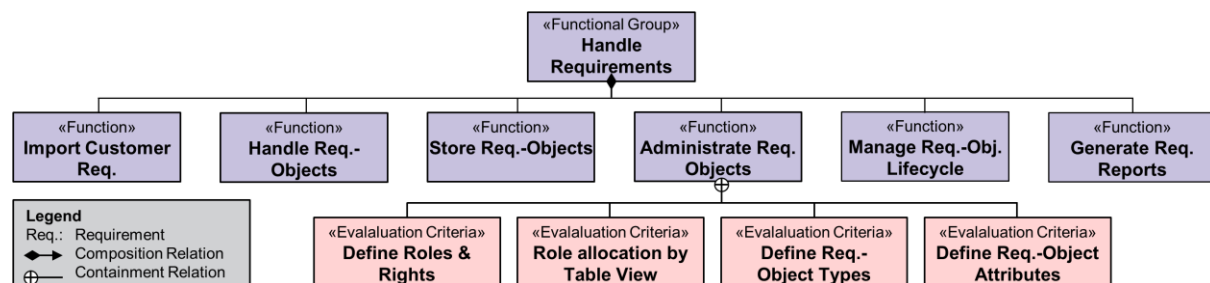 «Functional Group»
Handle
Requirements
«Function»
Import Customer
Req.
«Function»
Handle Req.-
Objects
«Function»
Store Req.-Objects
«Function»
Administrate Req.
Objects
«Function»
Manage Req.-Obj.
Lifecycle
«Function»
Generate Req.
Reports
Legend
Req.: Requirement
Composition Relation
Containment Relation
«Evalaluation Criteria»
Define Roles &
Rights
«Evalaluation Criteria»
Role allocation by
Table View
«Evalaluation Criteria»
Define Req.-
Object Types
«Evalaluation Criteria»
Define Req.-Object
Attributes